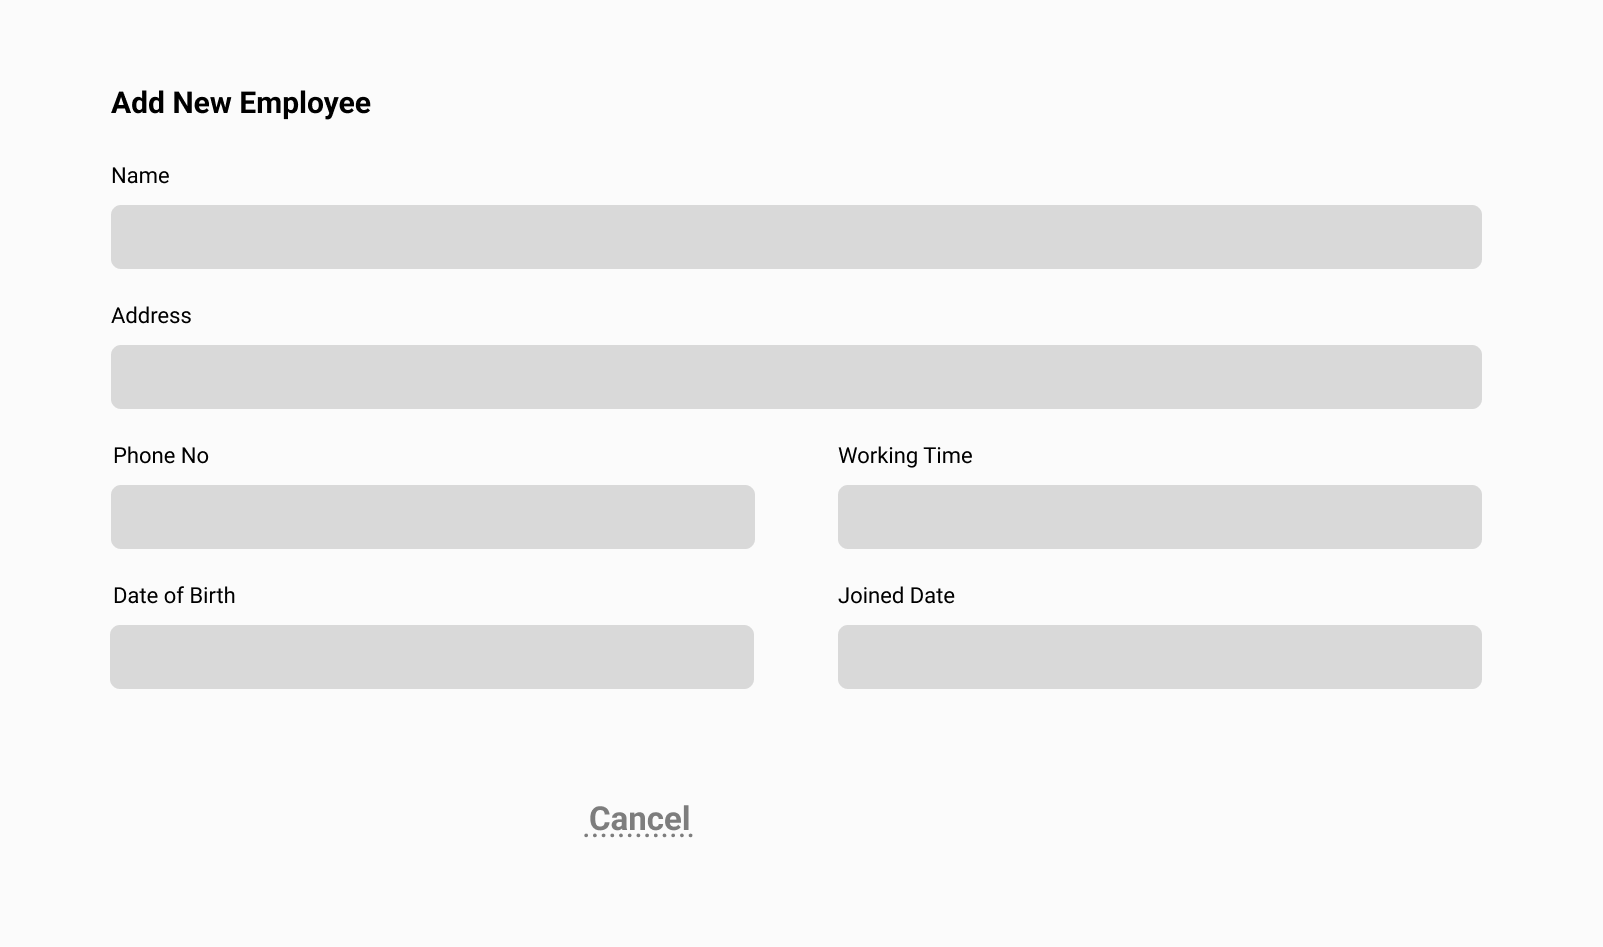 Add New Employee
Name
Address
Phone No
Working Time
Date of Birth
Joined Date
Cancel